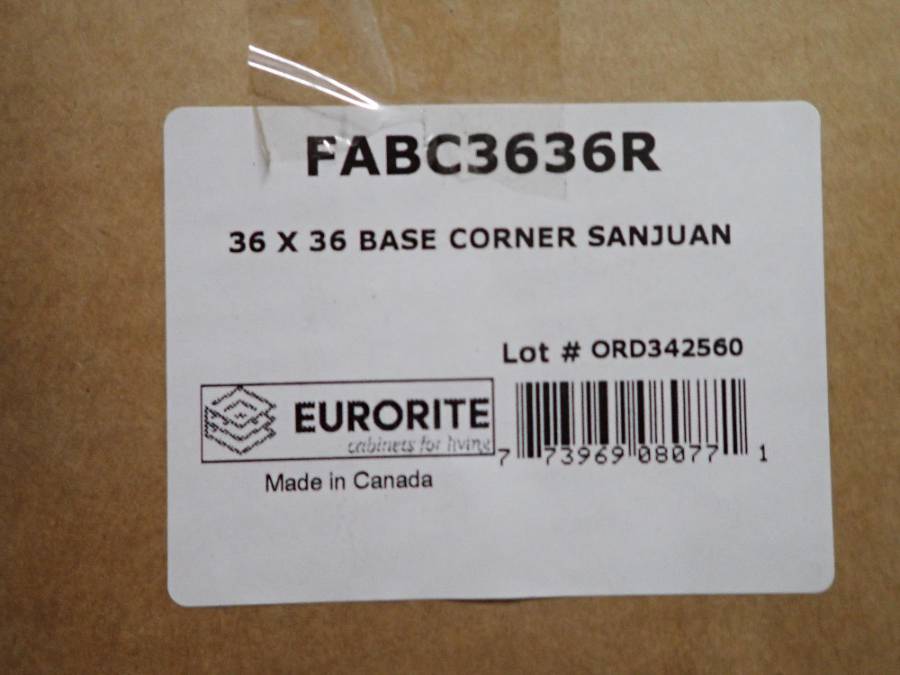 FABC3636R
36 X 36 BASE CORNER SANJUAN
Lot # ORD342560
EURORITE
cabinets for living
7 73969 08077 1
Made in Canada